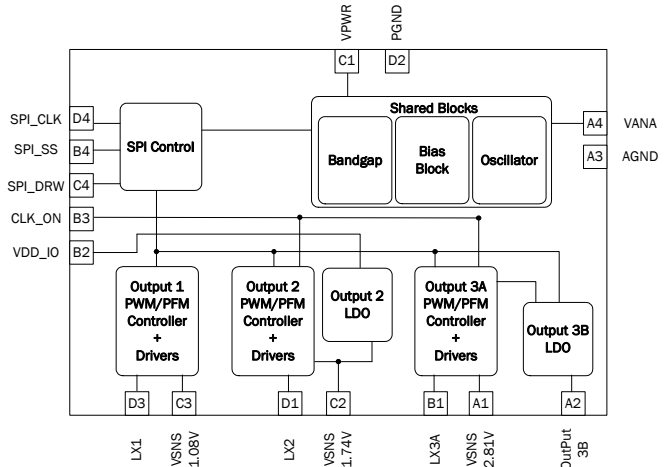 VPWR
PGND
C1
D2
SPI_CLK
D4
SPI_SS
B4
SPI_DRW
C4
CLK_ON
B3
VDD_IO
B2
SPI Control
Shared Blocks
Bandgap
Bias
Block
Oscillator
A4
VANA
A3
AGND
Output 1
PWM/PFM
Controller
+
Drivers
Output 2
PWM/PFM
Controller
+
Drivers
Output 2
LDO
Output 3A
PWM/PFM
Controller
+
Drivers
Output 3B
LDO
D3
C3
D1
C2
B1
A1
A2
LX1
VSNS
1.08V
LX2
VSNS
1.74V
LX3A
VSNS
2.81V
OutPut
3B